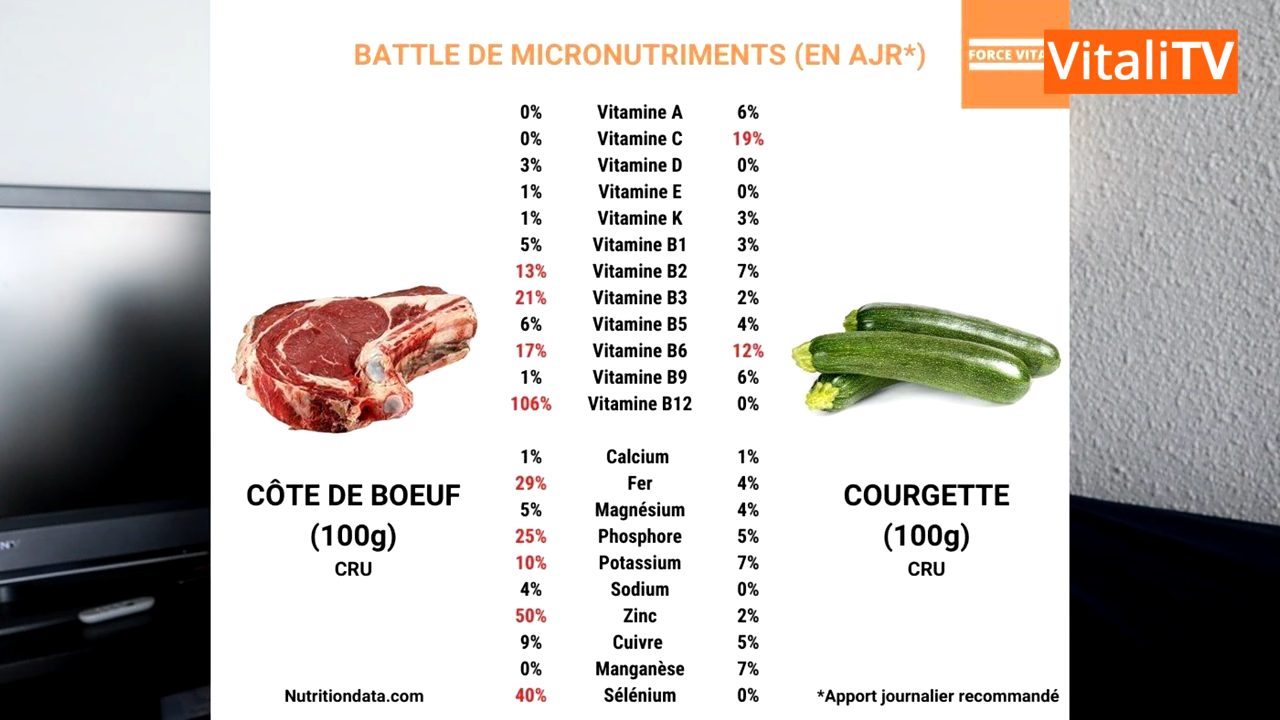 BATTLE DE MICRONUTRIMENTS (EN AJR*)
FORCE VITA
VitaliTV
0% Vitamine A 6%
0% Vitamine C 19%
3% Vitamine D 0%
1% Vitamine E 0%
1% Vitamine K 3%
5% Vitamine B1 3%
13% Vitamine B2 7%
21% Vitamine B3 2%
6% Vitamine B5 4%
17% Vitamine B6 12%
1% Vitamine B9 6%
106% Vitamine B12 0%
1% Calcium 1%
29% Fer 4%
5% Magnésium 4%
25% Phosphore 5%
10% Potassium 7%
4% Sodium 0%
50% Zinc 2%
9% Cuivre 5%
0% Manganèse 7%
40% Sélénium 0%
CÔTE DE BOEUF
(100g)
CRU
COURGETTE
(100g)
CRU
Nutritiondata.com
*Apport journalier recommandé